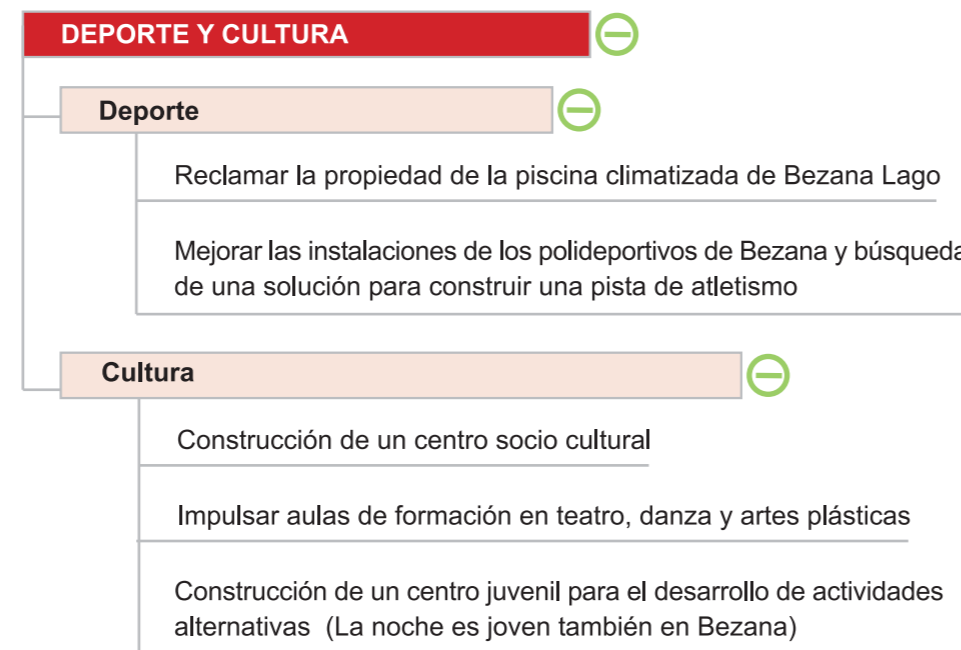 DEPORTE Y CULTURA
Deporte
Reclamar la propiedad de la piscina climatizada de Bezana Lago
Mejorar las instalaciones de los polideportivos de Bezana y búsqueda
de una solución para construir una pista de atletismo
Cultura
Construcción de un centro socio cultural
Impulsar aulas de formación en teatro, danza y artes plásticas
Construcción de un centro juvenil para el desarrollo de actividades
alternativas (La noche es joven también en Bezana)